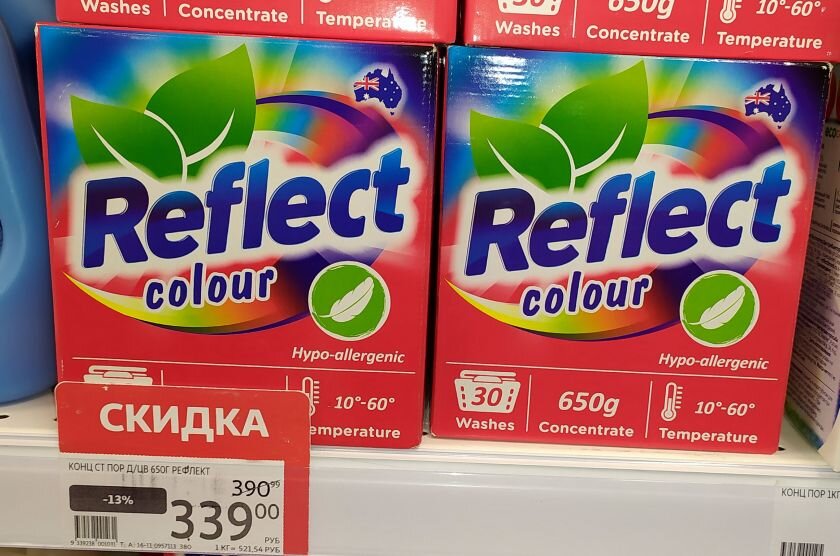 Washes
Concentrate
Temperature
30
Washes
650g
Concentrate
10°-60°
Temperature
Reflect
colour
Hypo-allergenic
10°-60°
Temperature
Reflect
colour
Hypo-allergenic
30
Washes
650g
Concentrate
10°-60°
Temperature
СКИДКА
КОНЦ СТ ПОР Д/ЦВ 650Г РЕФЛЕКТ
-13%
390 99
339 00
РУБ
1 КГ = 521,54 РУБ
КОНЦ ПОР 1КГ